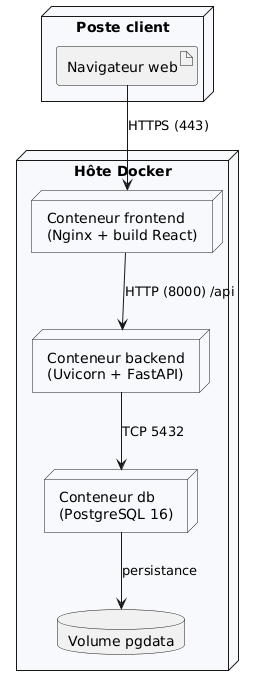 Poste client
Navigateur web
HTTPS (443)
Hôte Docker
Conteneur frontend
(Nginx + build React)
HTTP (8000) /api
Conteneur backend
(Uvicorn + FastAPI)
TCP 5432
Conteneur db
(PostgreSQL 16)
persistance
Volume pgdata